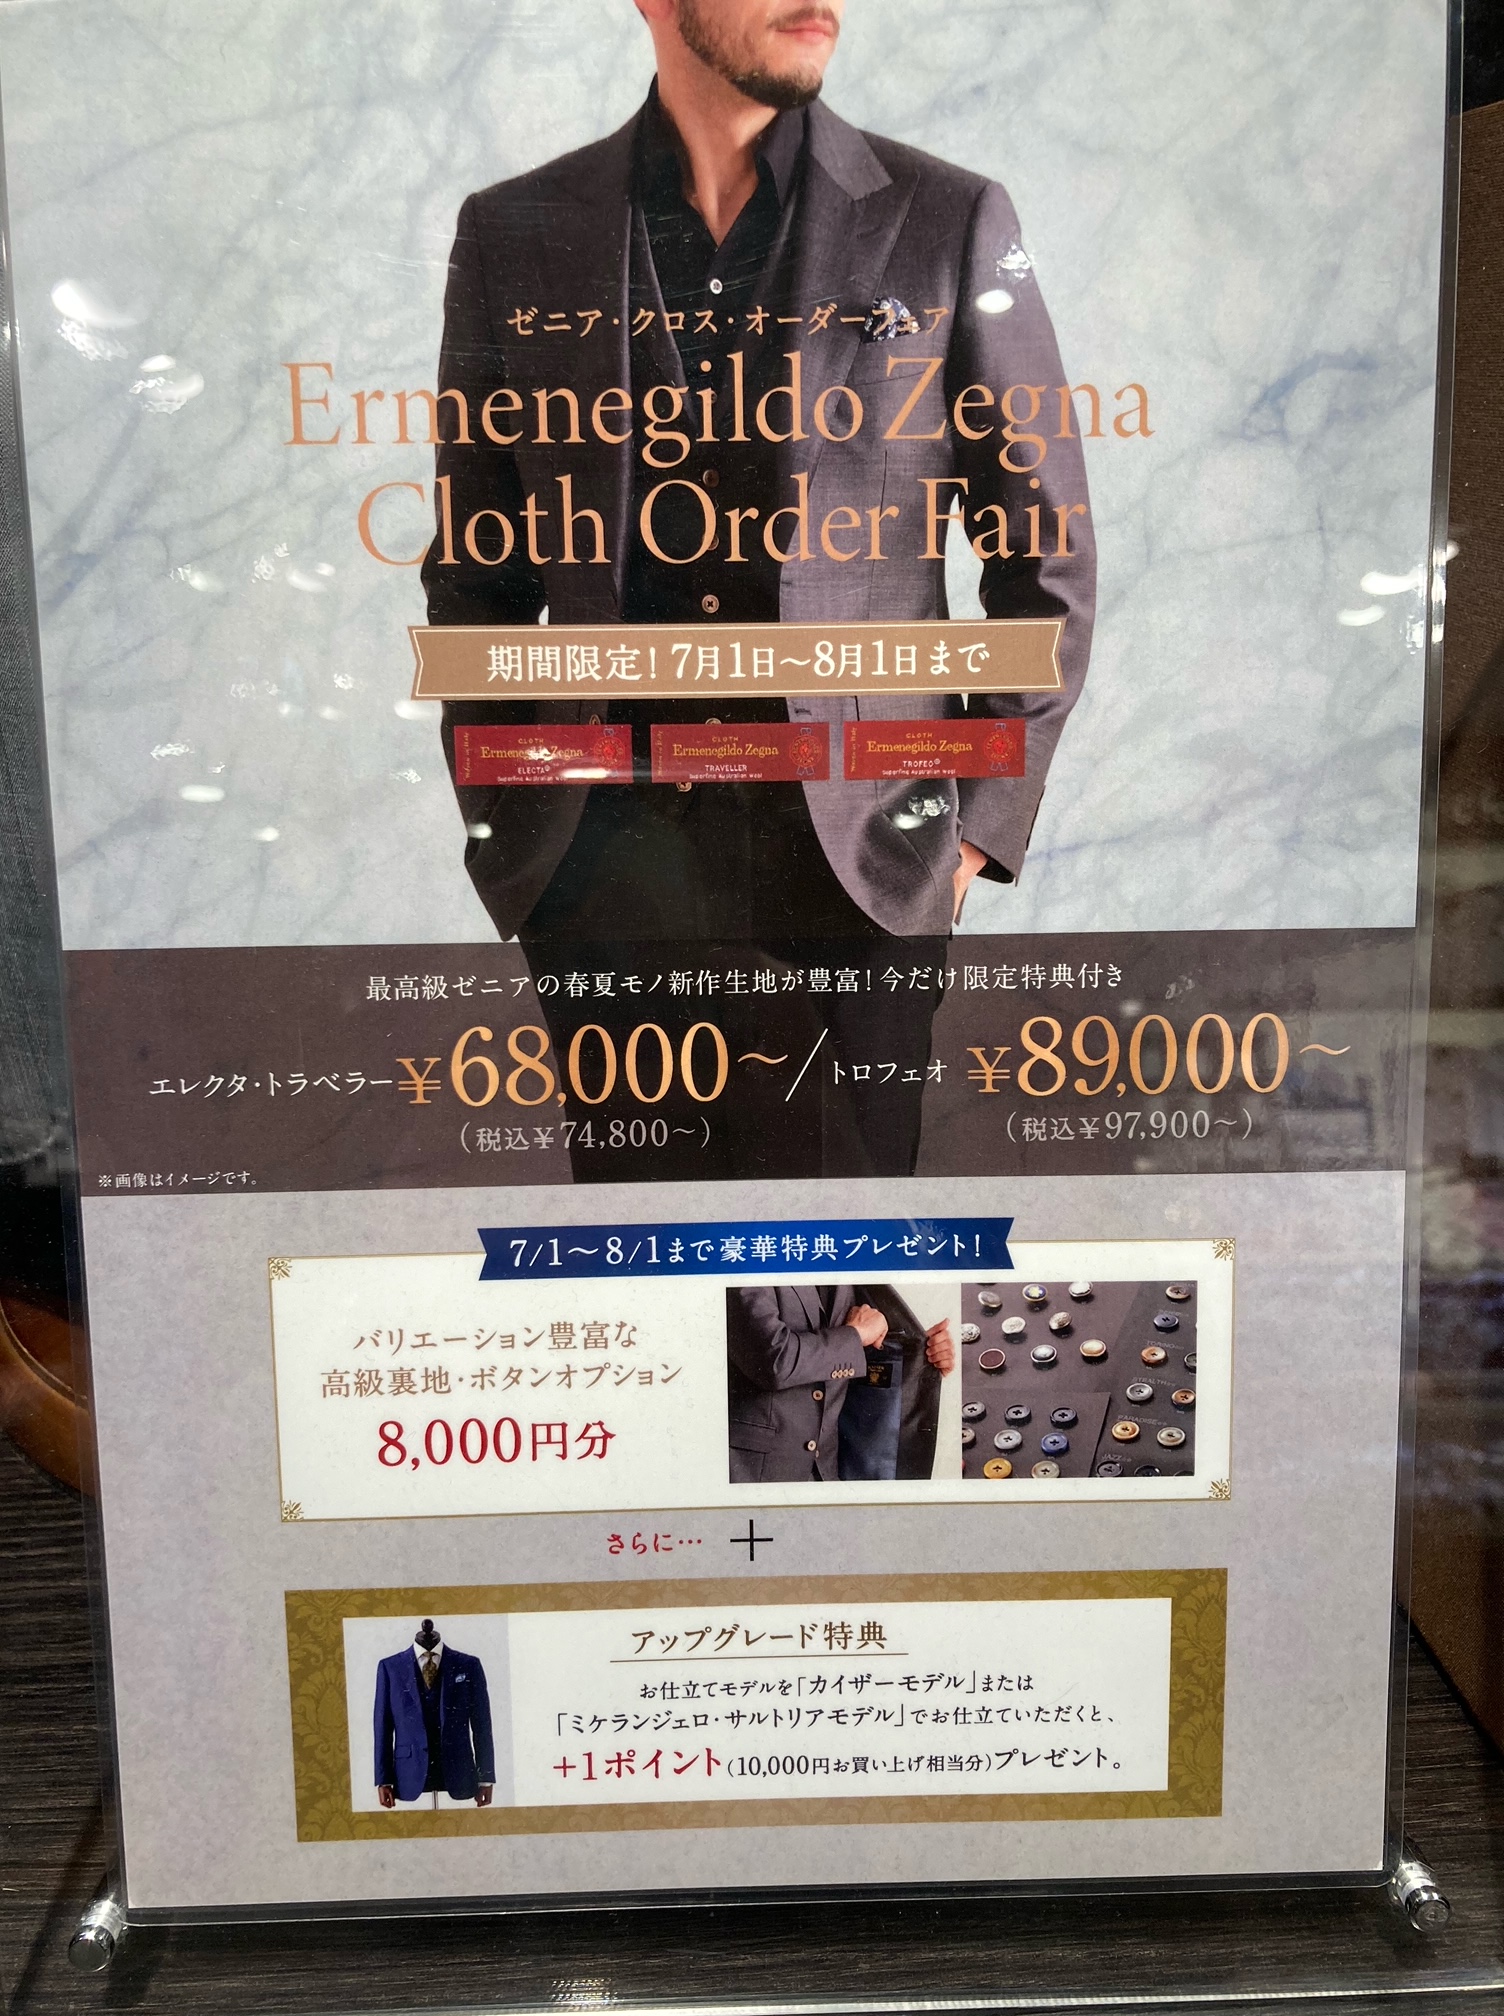 ゼニア・クロス・オーダーフェア
Ermenegildo Zegna
Cloth Order Fair
期間限定！7月1日～8月1日まで
CLOTH
Ermenegildo Zegna
ELECTA®
Superfine Australian Wool
CLOTH
Ermenegildo Zegna
TRAVELLER
Superfine Australian Wool
CLOTH
Ermenegildo Zegna
TROFEO®
Superfine Australian Wool
最高級ゼニアの春夏モノ新作生地が豊富！今だけ限定特典付き
エレクタ・トラベラー¥68,000～／トロフェオ ¥89,000～
（税込¥74,800～） （税込¥97,900～）
※画像はイメージです。
7/1～8/1まで豪華特典プレゼント！
バリエーション豊富な
高級裏地・ボタンオプション
8,000円分
さらに… ＋
アップグレード特典
お仕立てモデルを「カイザーモデル」または
「ミケランジェロ・サルトリアモデル」でお仕立ていただくと、
+1ポイント（10,000円お買い上げ相当分）プレゼント。